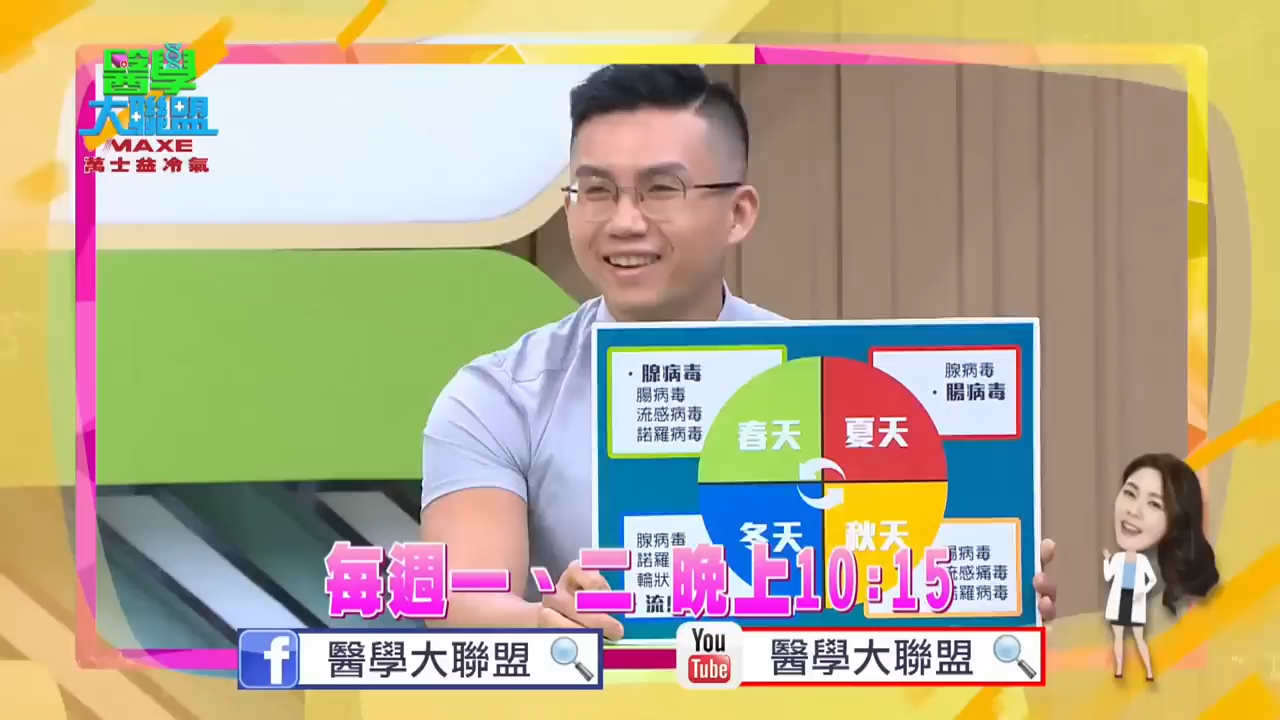 醫學
大聯盟
MAXE
萬士益冷氣
· 腺病毒
腸病毒
流感病毒
諾羅病毒
腺病毒
· 腸病毒
春天
夏天
冬天
秋天
腺病毒
諾羅
輪狀
流
病毒
流感痛毒
諾羅病毒
每週一、二 晚上10:15
f
醫學大聯盟
You
Tube
醫學大聯盟